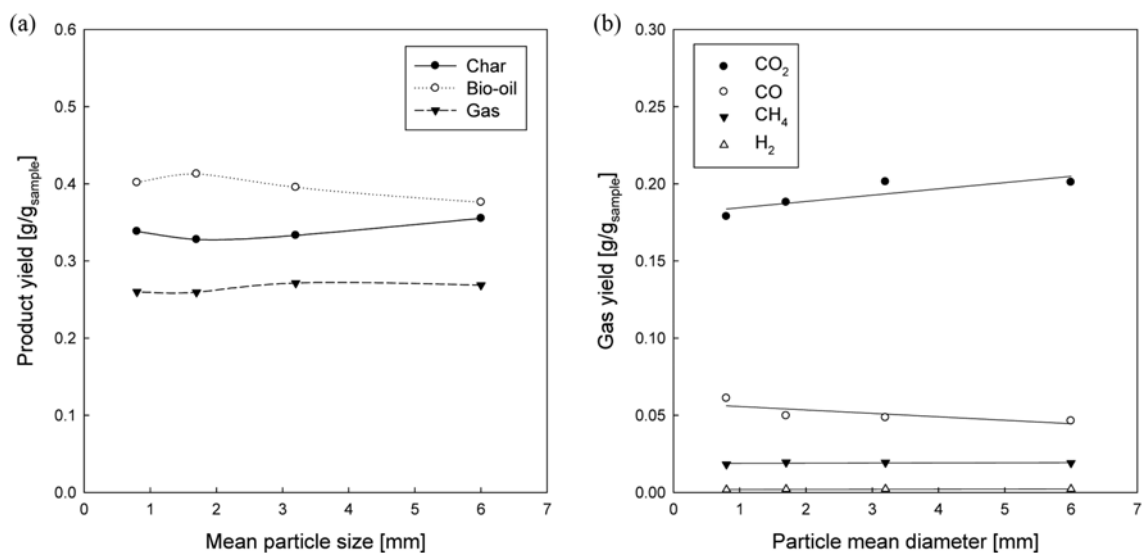 (a)
0.6
0.5
0.4
0.3
0.2
0.1
0.0
Product yield [g/g_sample]
Char
Bio-oil
Gas
0 1 2 3 4 5 6 7
Mean particle size [mm]
(b)
0.30
0.25
0.20
0.15
0.10
0.05
0.00
Gas yield [g/g_sample]
CO₂
CO
CH₄
H₂
0 1 2 3 4 5 6 7
Particle mean diameter [mm]